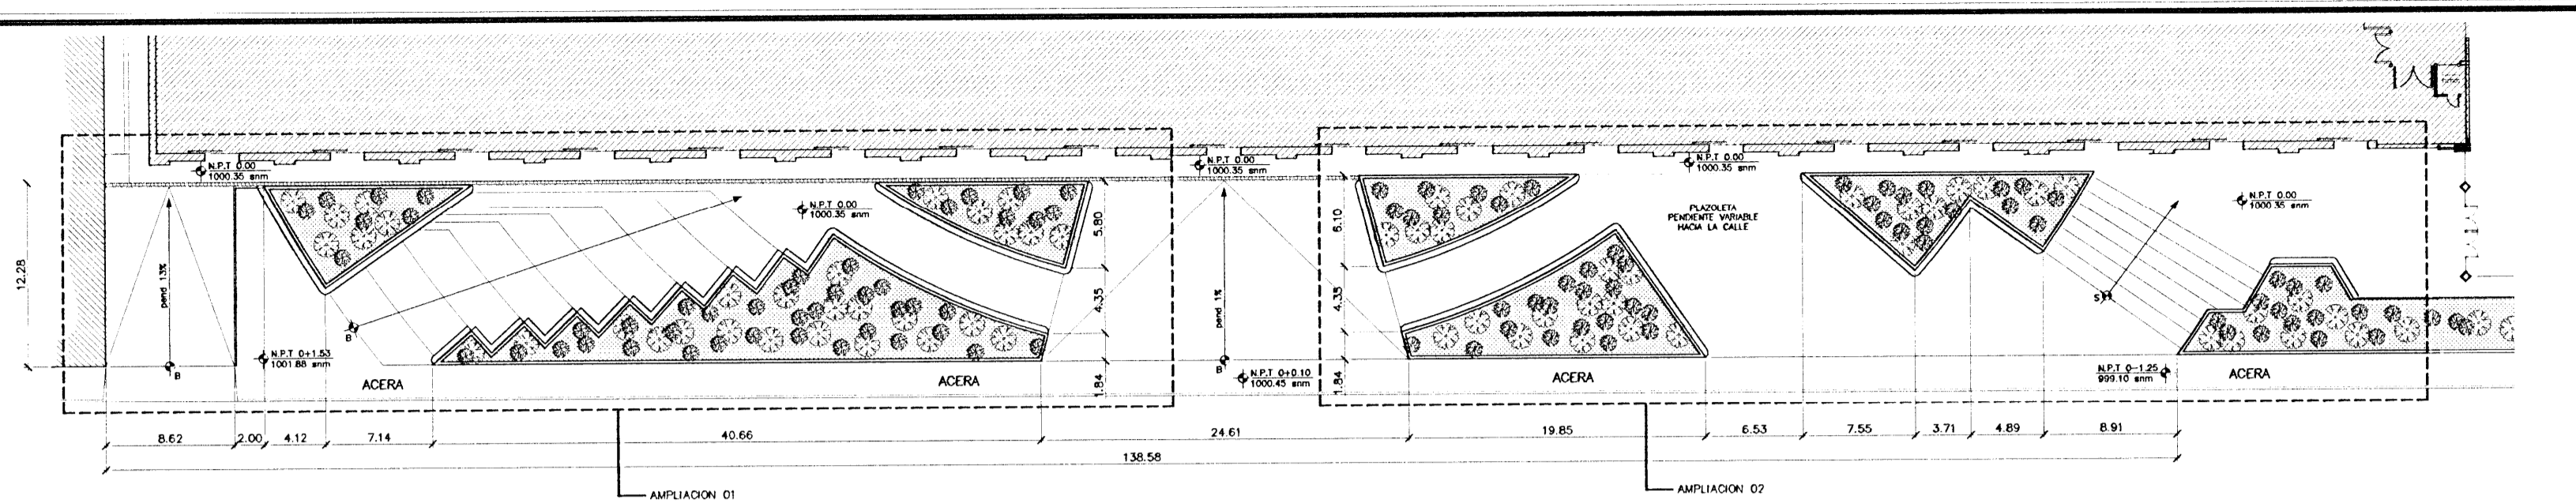 N.P.T 0.00
1000.35 snm
N.P.T 0.00
1000.35 snm
N.P.T 0.00
1000.35 snm
N.P.T 0.00
1000.35 snm
N.P.T 0.00
1000.35 snm
PLAZOLETA
PENDIENTE VARIABLE
HACIA LA CALLE
12.28
pend 13%
5.80
4.35
1.84
pend 1%
6.10
4.35
1.84
B
B
B
S
N.P.T 0+1.53
1001.88 snm
N.P.T 0+0.10
1000.45 snm
N.P.T 0-1.25
999.10 snm
ACERA
ACERA
ACERA
ACERA
8.62
2.00
4.12
7.14
40.66
24.61
19.85
6.53
7.55
3.71
4.89
8.91
138.58
AMPLIACION 01
AMPLIACION 02